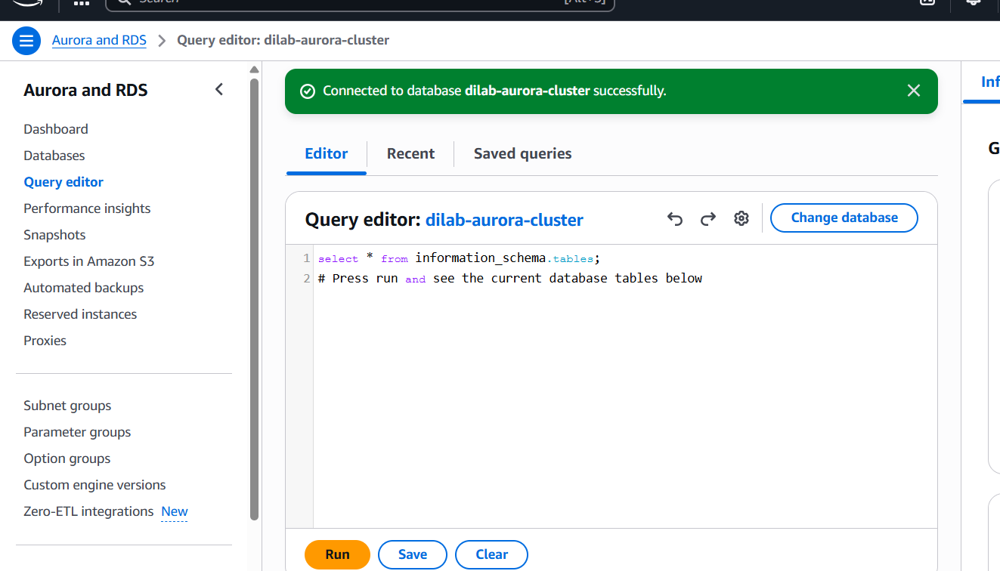 Search
[Alt+S]
Aurora and RDS
Query editor: dilab-aurora-cluster
Aurora and RDS
Dashboard
Databases
Query editor
Performance insights
Snapshots
Exports in Amazon S3
Automated backups
Reserved instances
Proxies
Subnet groups
Parameter groups
Option groups
Custom engine versions
Zero-ETL integrations New
Connected to database dilab-aurora-cluster successfully.
Editor
Recent
Saved queries
Query editor: dilab-aurora-cluster
Change database
1 select * from information_schema.tables;
2 # Press run and see the current database tables below
Run
Save
Clear